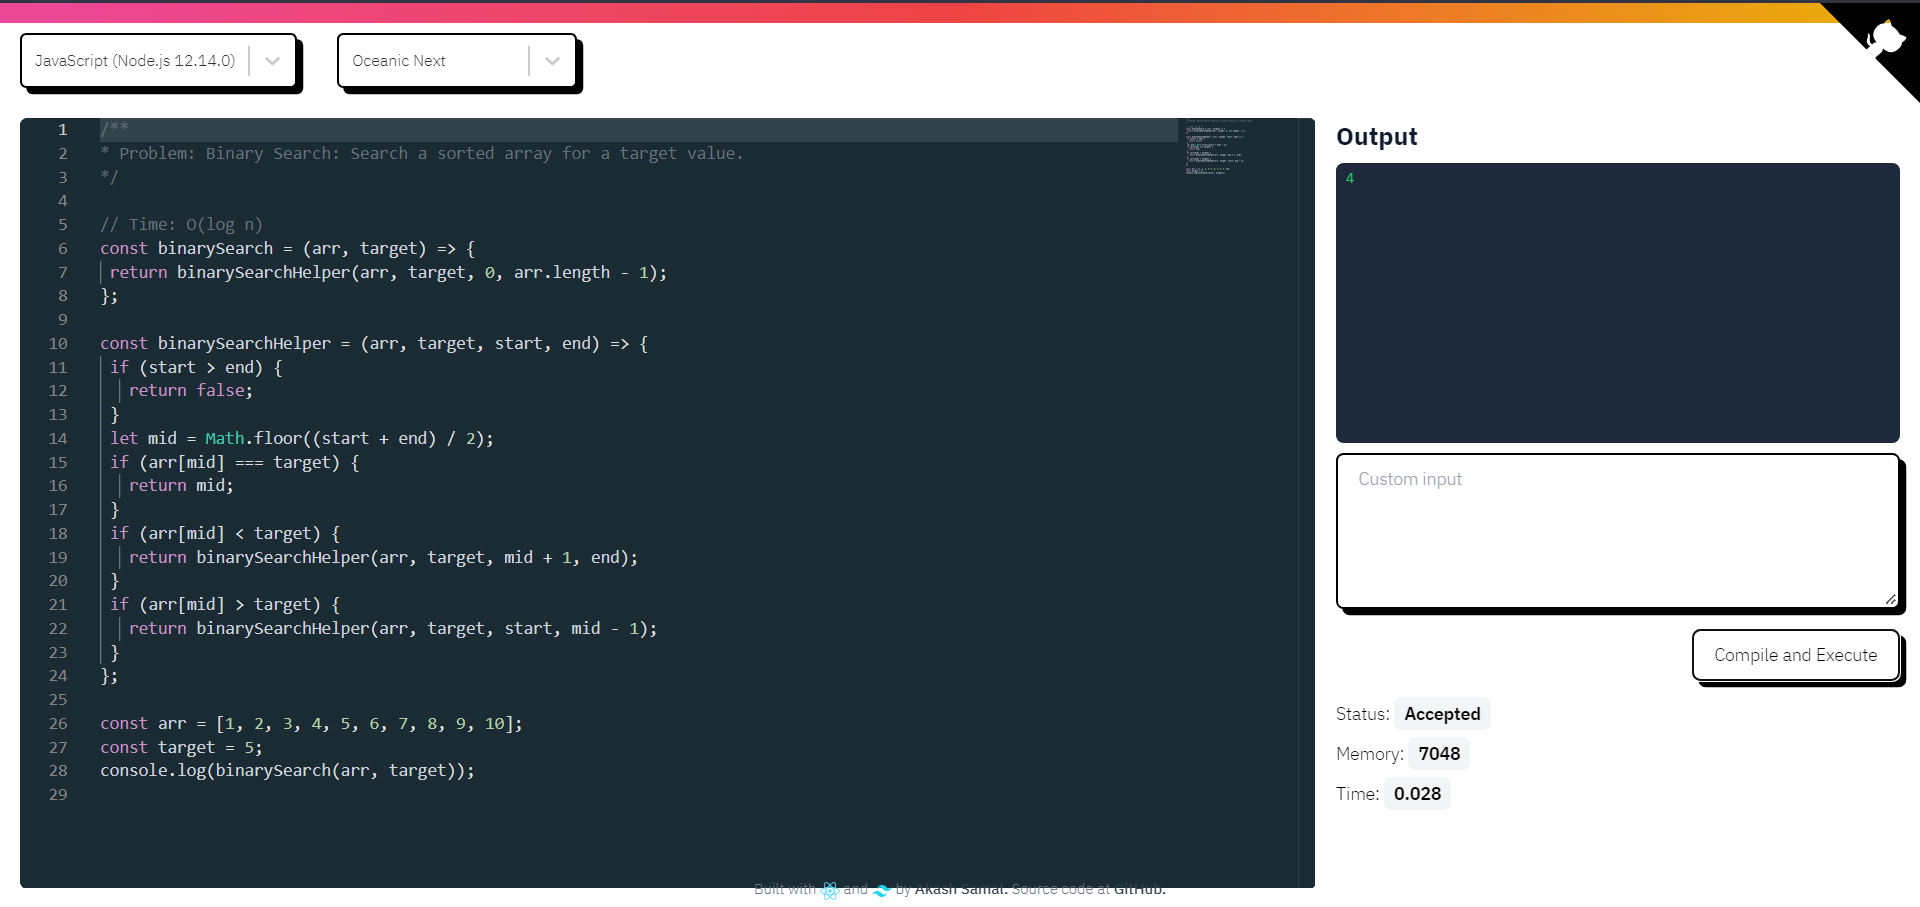 JavaScript (Node.js 12.14.0)
Oceanic Next
1 /**
2 * Problem: Binary Search: Search a sorted array for a target value.
3 */
4
5 // Time: O(log n)
6 const binarySearch = (arr, target) => {
7 return binarySearchHelper(arr, target, 0, arr.length - 1);
8 };
9
10 const binarySearchHelper = (arr, target, start, end) => {
11 if (start > end) {
12 return false;
13 }
14 let mid = Math.floor((start + end) / 2);
15 if (arr[mid] === target) {
16 return mid;
17 }
18 if (arr[mid] < target) {
19 return binarySearchHelper(arr, target, mid + 1, end);
20 }
21 if (arr[mid] > target) {
22 return binarySearchHelper(arr, target, start, mid - 1);
23 }
24 };
25
26 const arr = [1, 2, 3, 4, 5, 6, 7, 8, 9, 10];
27 const target = 5;
28 console.log(binarySearch(arr, target));
29
Output
4
Custom input
Compile and Execute
Status: Accepted
Memory: 7048
Time: 0.028
Built with and by Akash Samal. Source code at GitHub.